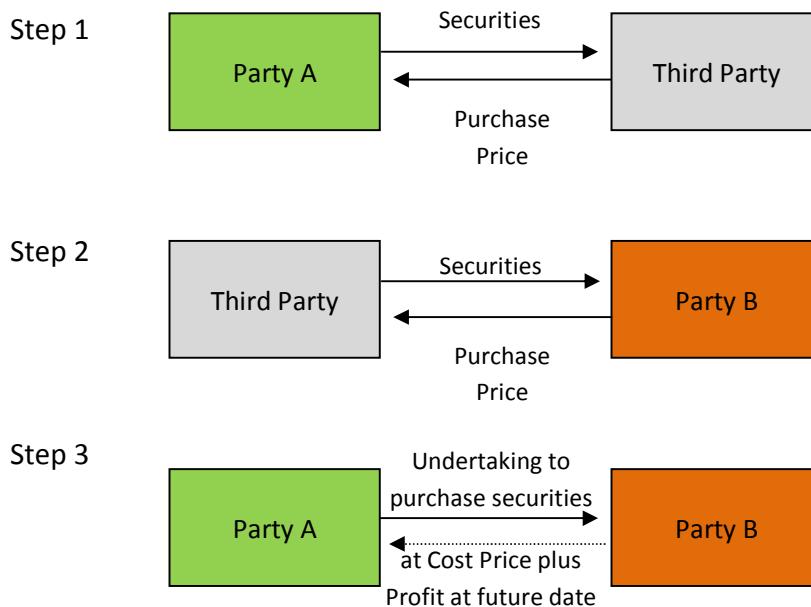 Step 1
Securities
Party A
Third Party
Purchase
Price
Step 2
Securities
Third Party
Party B
Purchase
Price
Step 3
Undertaking to
purchase securities
Party A
Party B
at Cost Price plus
Profit at future date